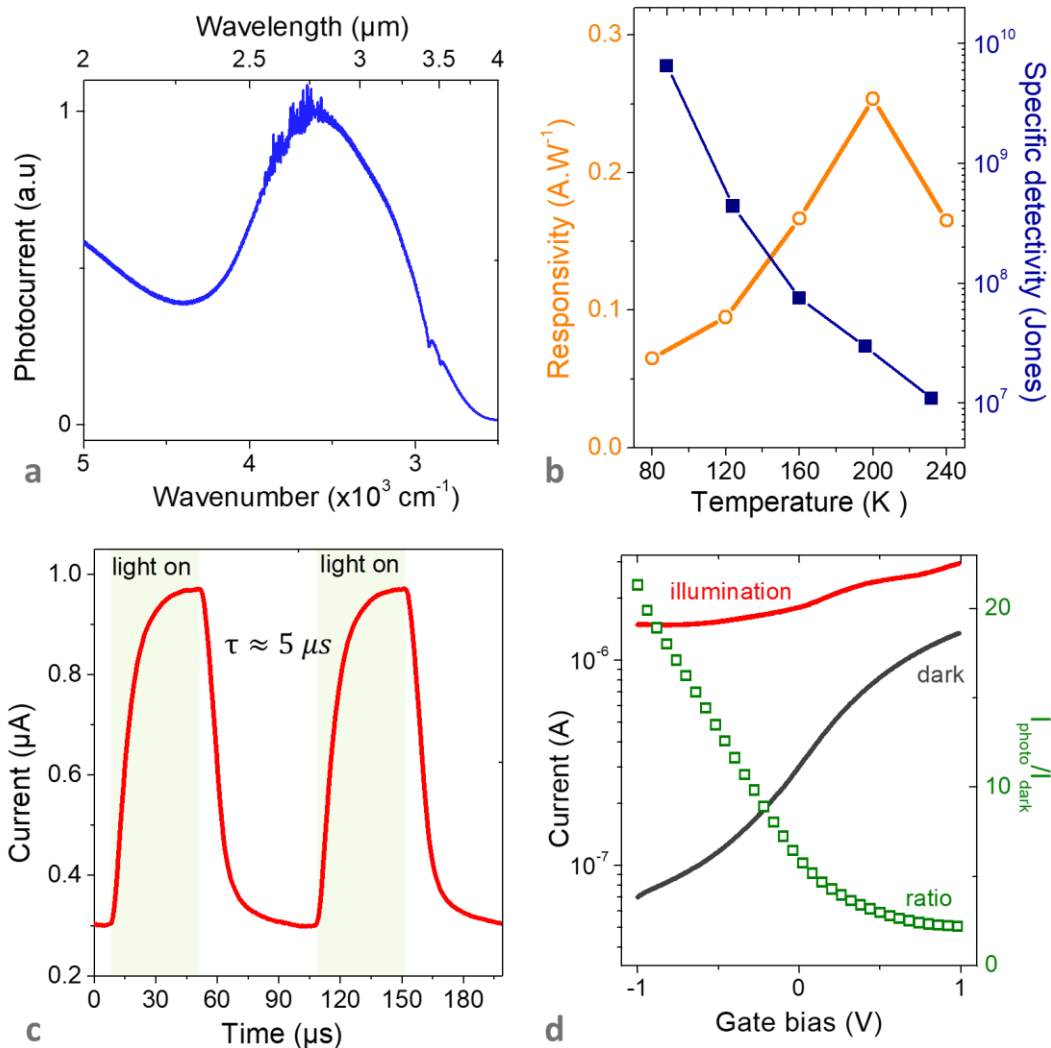 Wavelength (µm)
2 2.5 3 3.5 4
Photocurrent (a.u)
1
0
5 4 3
Wavenumber (x10³ cm⁻¹)
a
Responsivity (A.W⁻¹)
0.3
0.2
0.1
0.0
80 120 160 200 240
Temperature (K )
10¹⁰
10⁹
10⁸
10⁷
Specific detectivity (Jones)
b
light on light on
τ ≈ 5 μs
Current (µA)
1.0
0.8
0.6
0.4
0.2
0 30 60 90 120 150 180
Time (µs)
c
illumination
dark
ratio
Current (A)
10⁻⁶
10⁻⁷
-1 0 1
Gate bias (V)
20
10
0
I photo/I dark
d